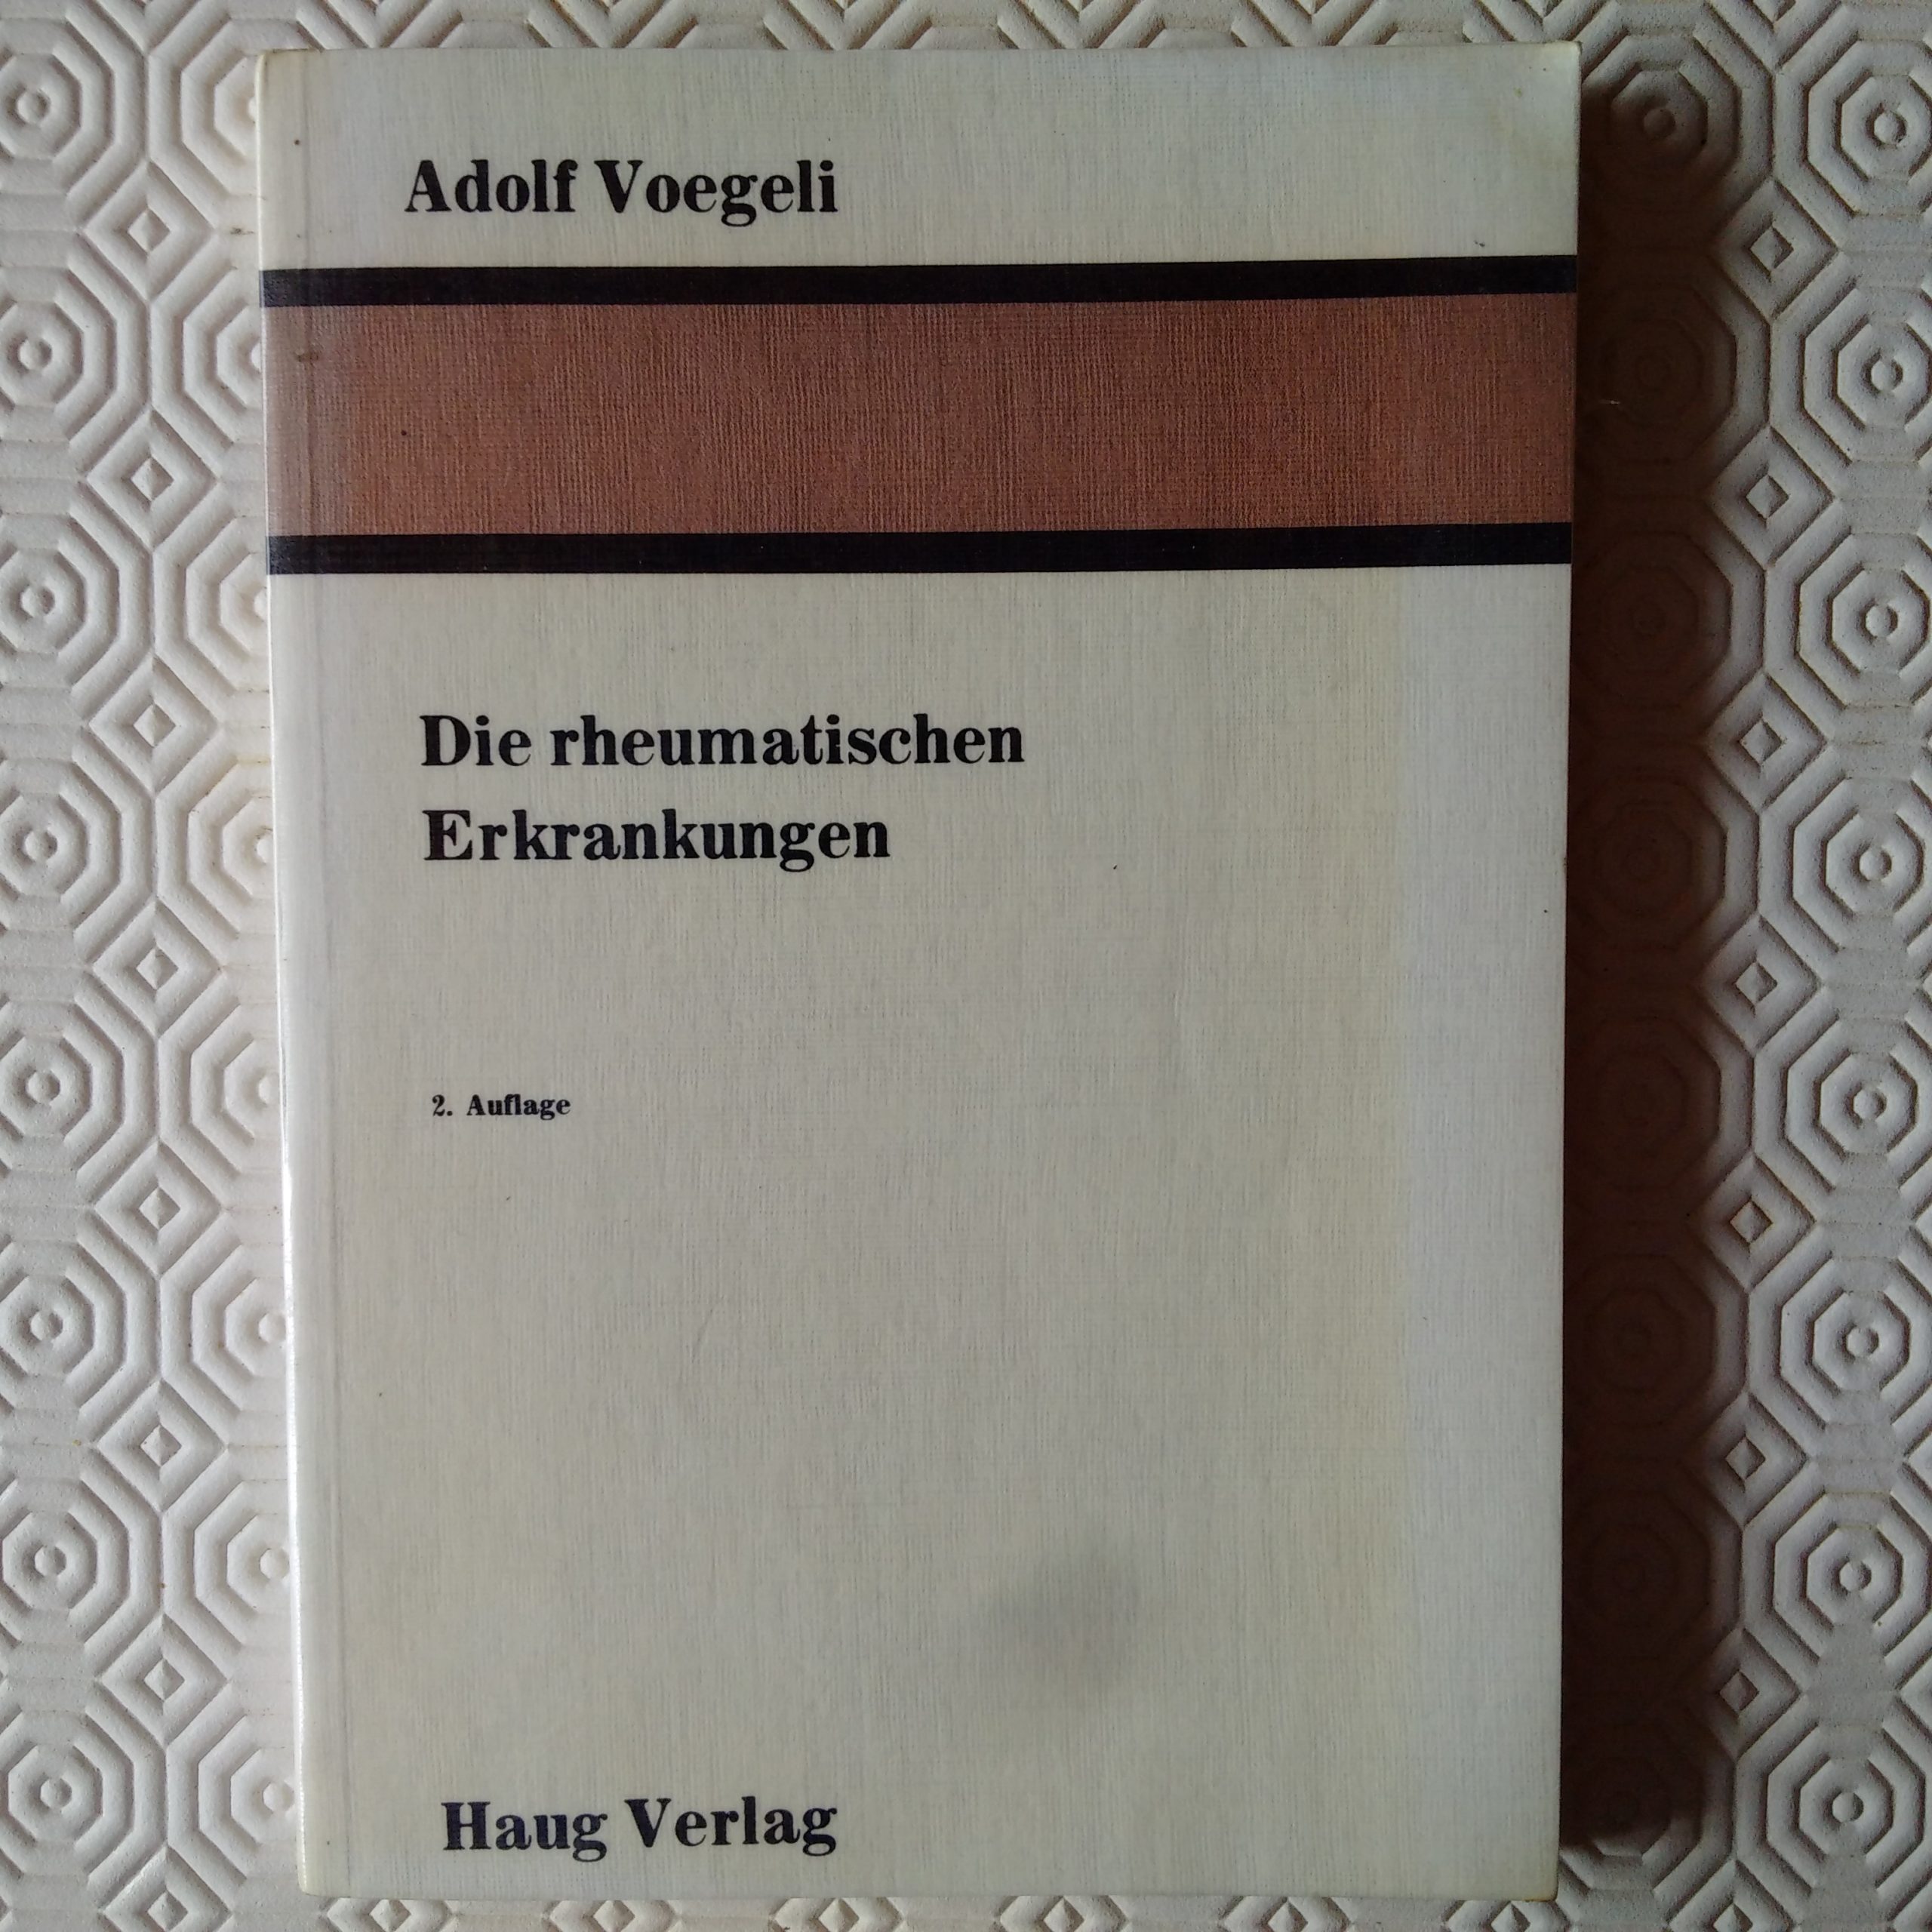 Adolf Voegeli
Die rheumatischen
Erkrankungen
2. Auflage
Haug Verlag